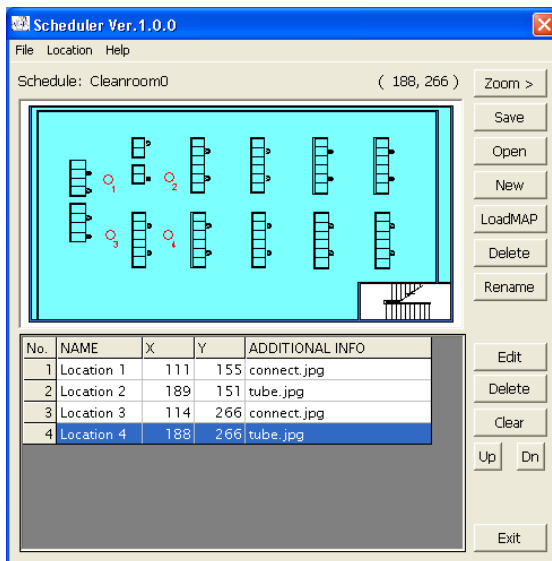 Scheduler Ver.1.0.0
File Location Help
Schedule: Cleanroom0 ( 188, 266 )
Zoom >
Save
Open
New
LoadMAP
Delete
Rename
1 2
3 4
No. NAME X Y ADDITIONAL INFO
1 Location 1 111 155 connect.jpg
2 Location 2 189 151 tube.jpg
3 Location 3 114 266 connect.jpg
4 Location 4 188 266 tube.jpg
Edit
Delete
Clear
Up Dn
Exit